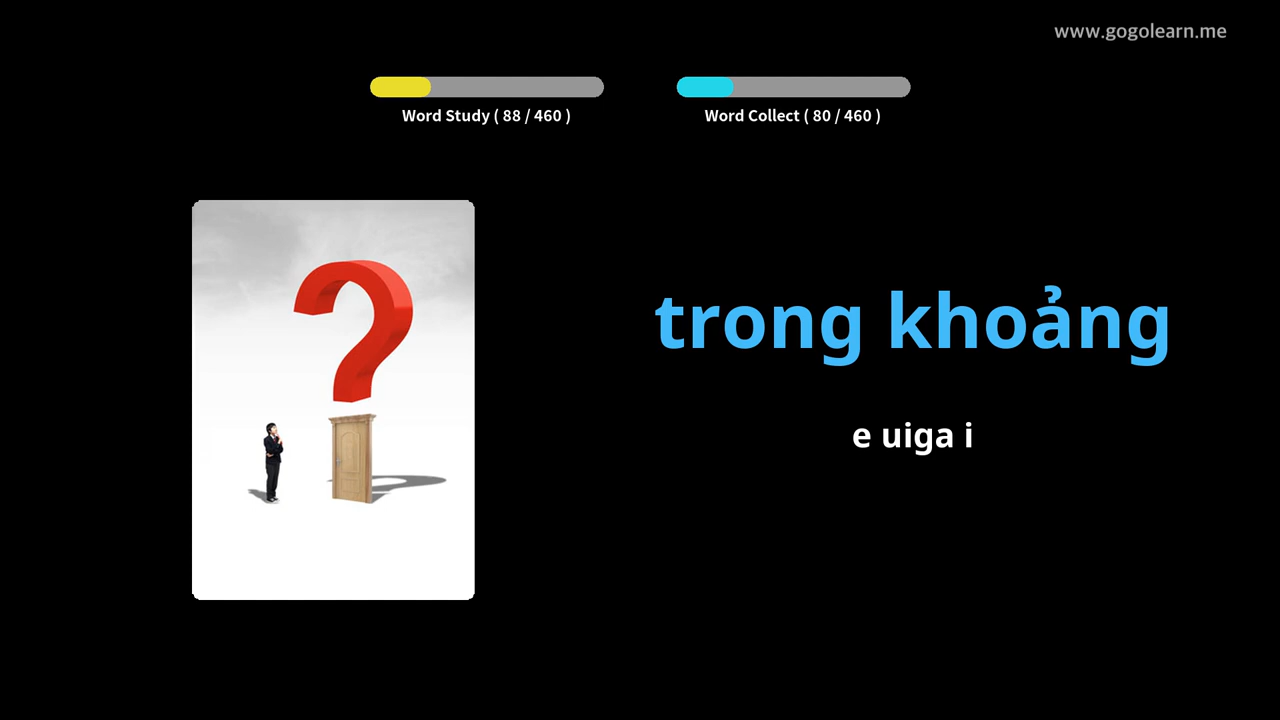 www.gogolearn.me
Word Study ( 88 / 460 )
Word Collect ( 80 / 460 )
trong khoảng
e uiga i